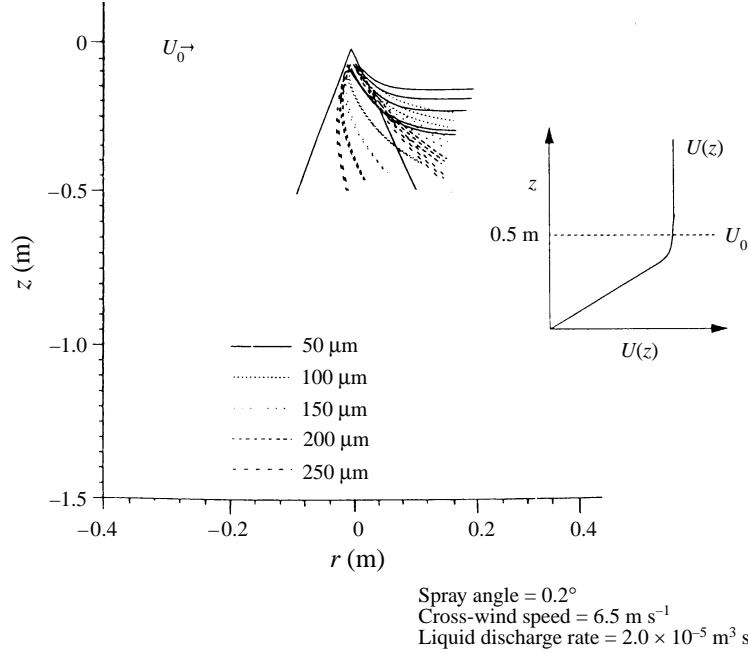 0
U₀→
−0.5
z (m)
−1.0
−1.5
−0.4
−0.2
0
0.2
0.4
r (m)
50 μm
100 μm
150 μm
200 μm
250 μm
U(z)
z
0.5 m
U₀
U(z)
Spray angle = 0.2°
Cross-wind speed = 6.5 m s⁻¹
Liquid discharge rate = 2.0 × 10⁻⁵ m³ s